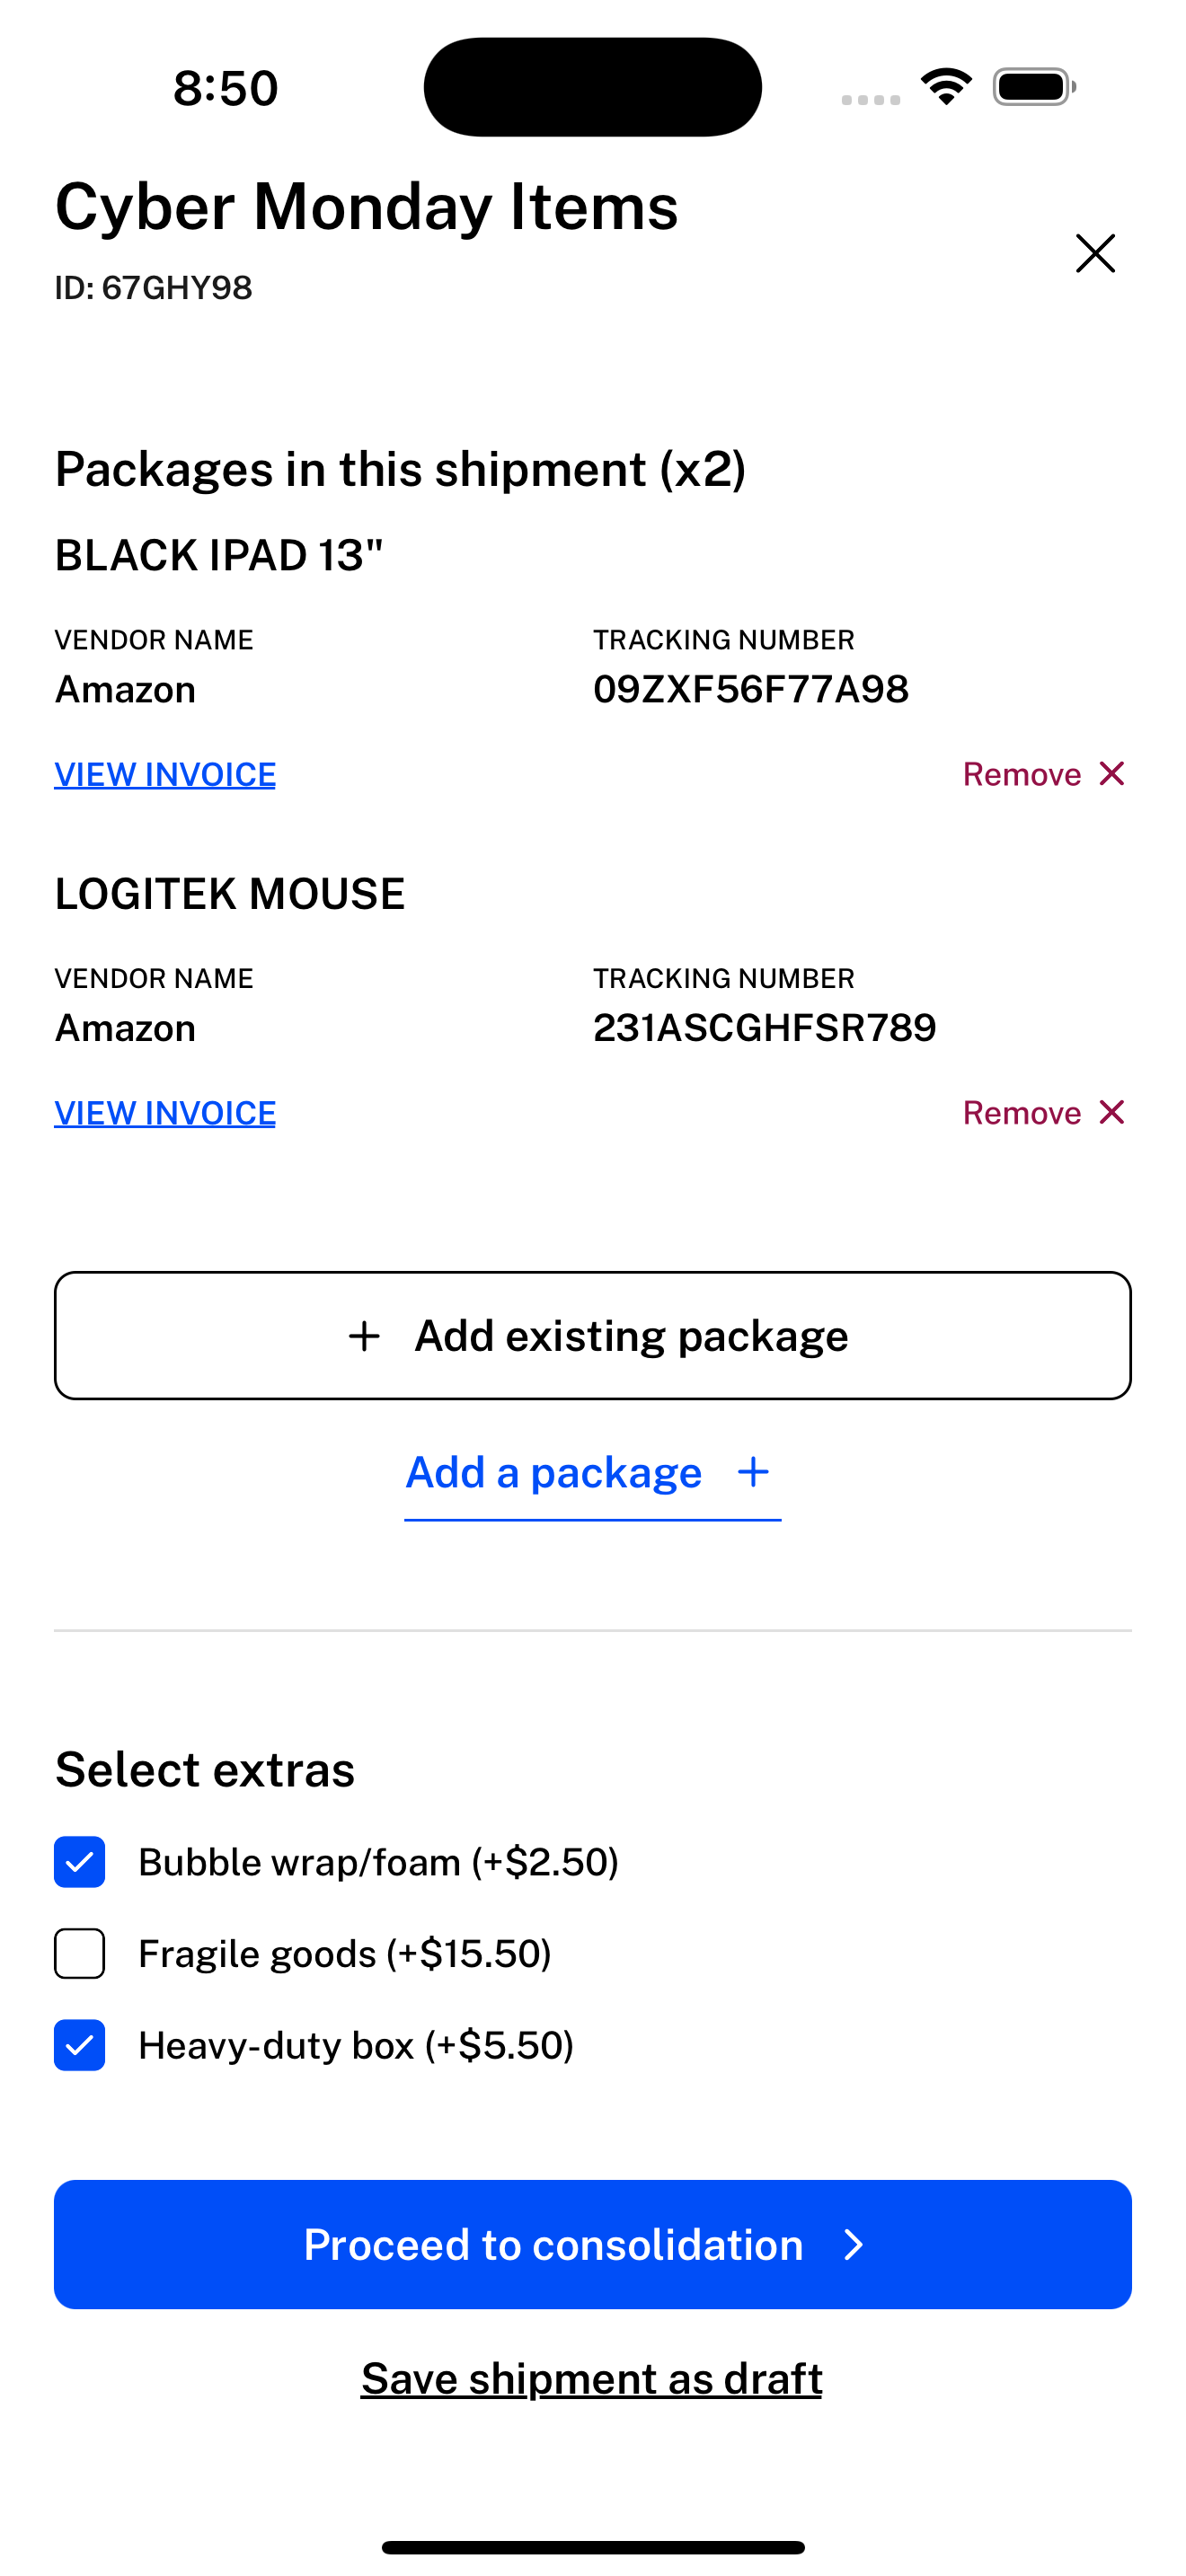 8:50
Cyber Monday Items
ID: 67GHY98
Packages in this shipment (x2)
BLACK IPAD 13"
VENDOR NAME TRACKING NUMBER
Amazon 09ZXF56F77A98
VIEW INVOICE Remove
LOGITEK MOUSE
VENDOR NAME TRACKING NUMBER
Amazon 231ASCGHFSR789
VIEW INVOICE Remove
+ Add existing package
Add a package +
Select extras
Bubble wrap/foam (+$2.50)
Fragile goods (+$15.50)
Heavy-duty box (+$5.50)
Proceed to consolidation
Save shipment as draft